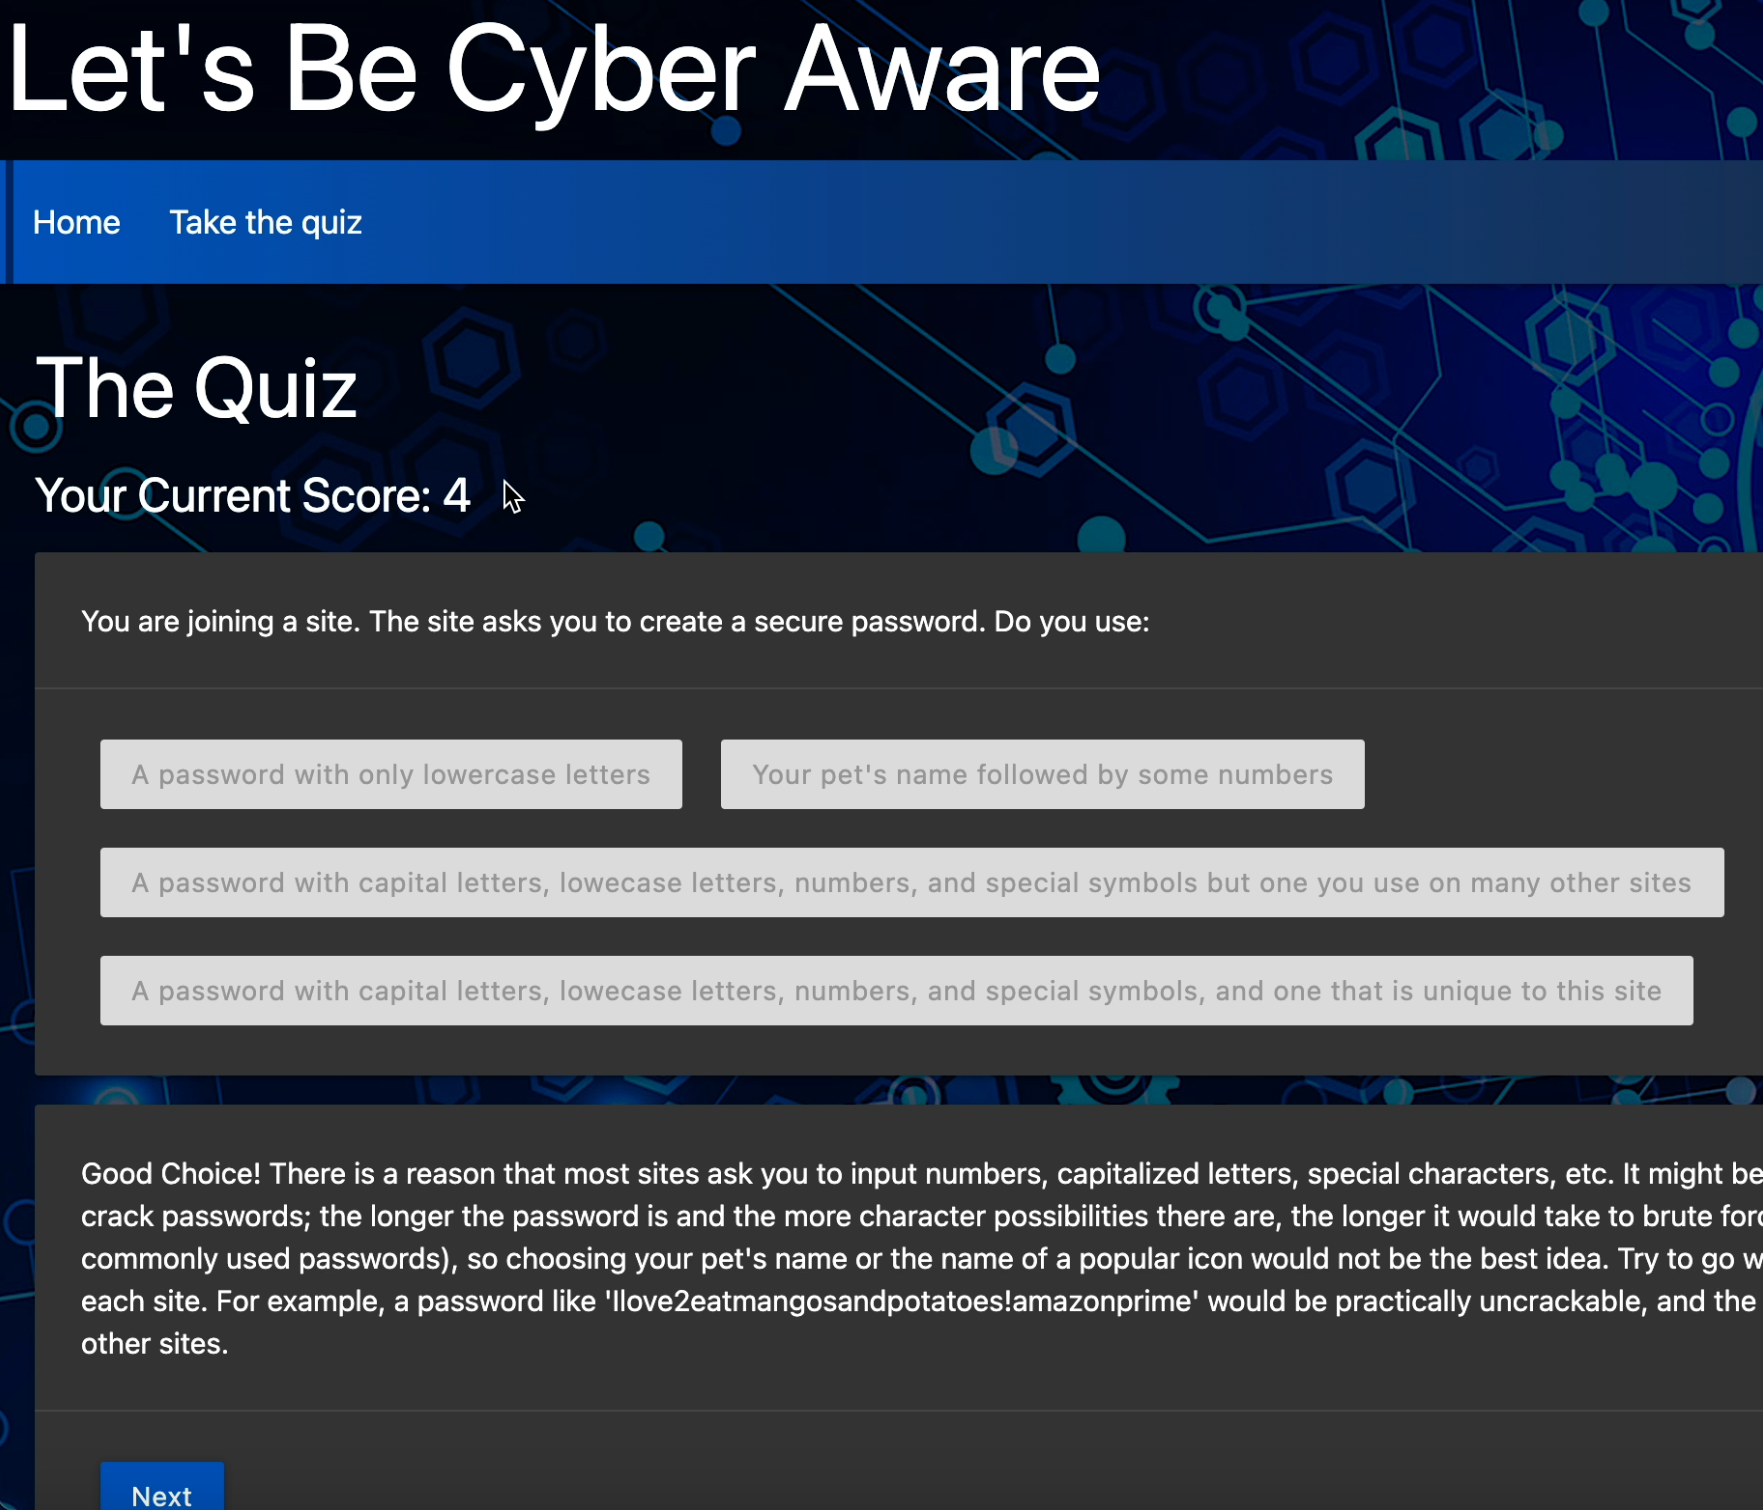 Let's Be Cyber Aware
Home Take the quiz
The Quiz
Your Current Score: 4
You are joining a site. The site asks you to create a secure password. Do you use:
A password with only lowercase letters Your pet's name followed by some numbers
A password with capital letters, lowecase letters, numbers, and special symbols but one you use on many other sites
A password with capital letters, lowecase letters, numbers, and special symbols, and one that is unique to this site
Good Choice! There is a reason that most sites ask you to input numbers, capitalized letters, special characters, etc. It might be
crack passwords; the longer the password is and the more character possibilities there are, the longer it would take to brute
commonly used passwords), so choosing your pet's name or the name of a popular icon would not be the best idea. Try to go
each site. For example, a password like 'Ilove2eatmangosandpotatoes!amazonprime' would be practically uncrackable, and the
other sites.
Next